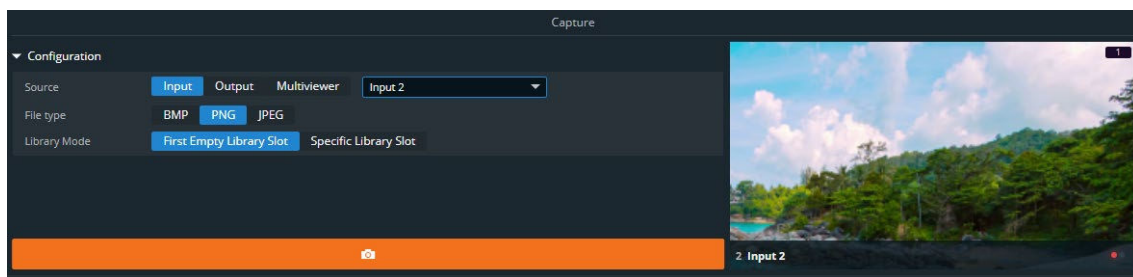 Capture
Configuration
Source Input Output Multiviewer Input 2
File type BMP PNG JPEG
Library Mode First Empty Library Slot Specific Library Slot
1
2 Input 2